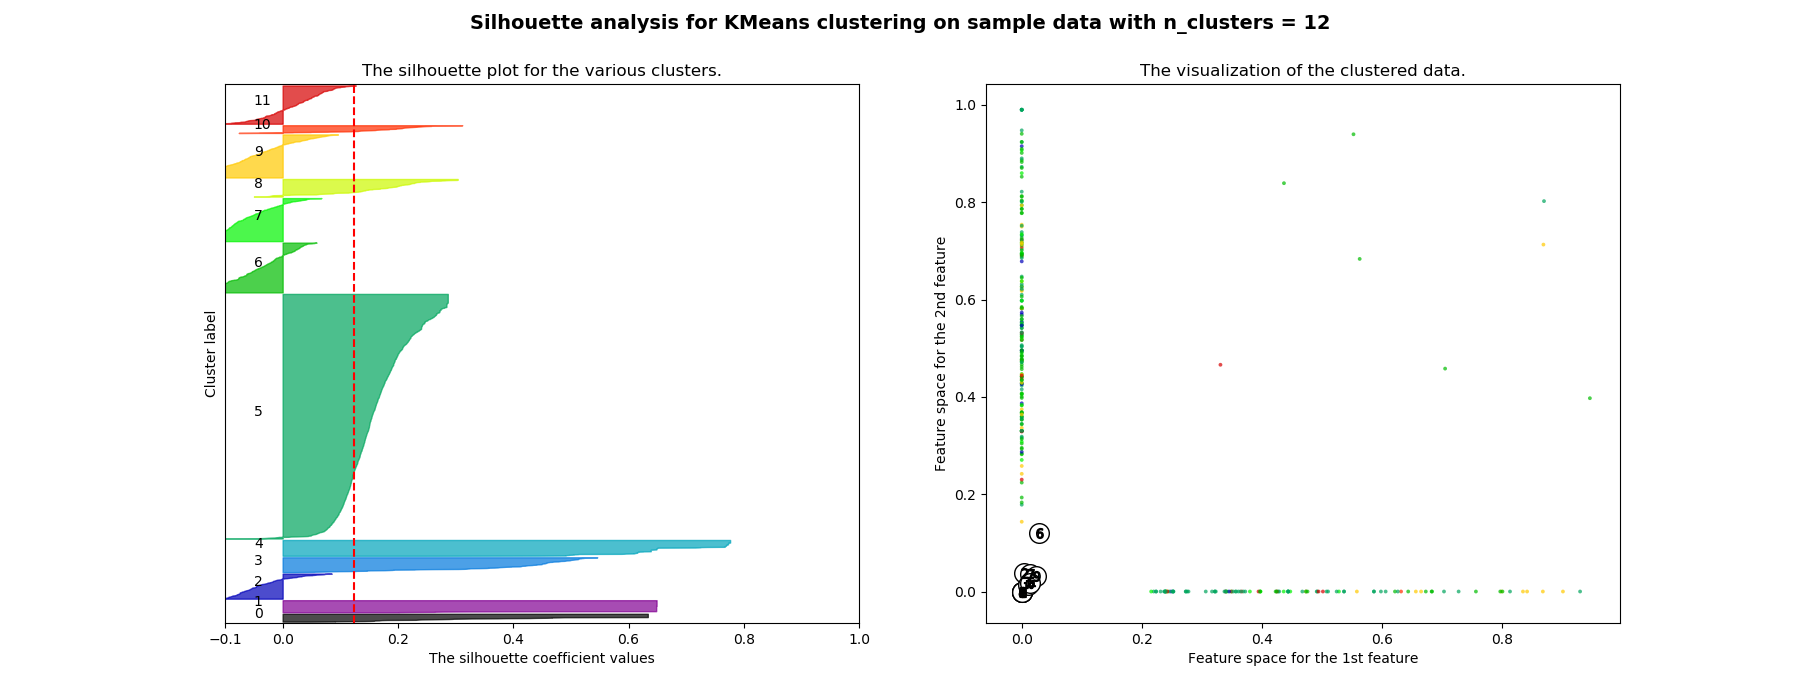 Silhouette analysis for KMeans clustering on sample data with n_clusters = 12
The silhouette plot for the various clusters.
11
10
9
8
7
6
5
4
3
2
1
0
Cluster label
−0.1 0.0 0.2 0.4 0.6 0.8 1.0
The silhouette coefficient values
The visualization of the clustered data.
1.0
0.8
0.6
0.4
0.2
0.0
Feature space for the 2nd feature
6
9
0.0 0.2 0.4 0.6 0.8
Feature space for the 1st feature